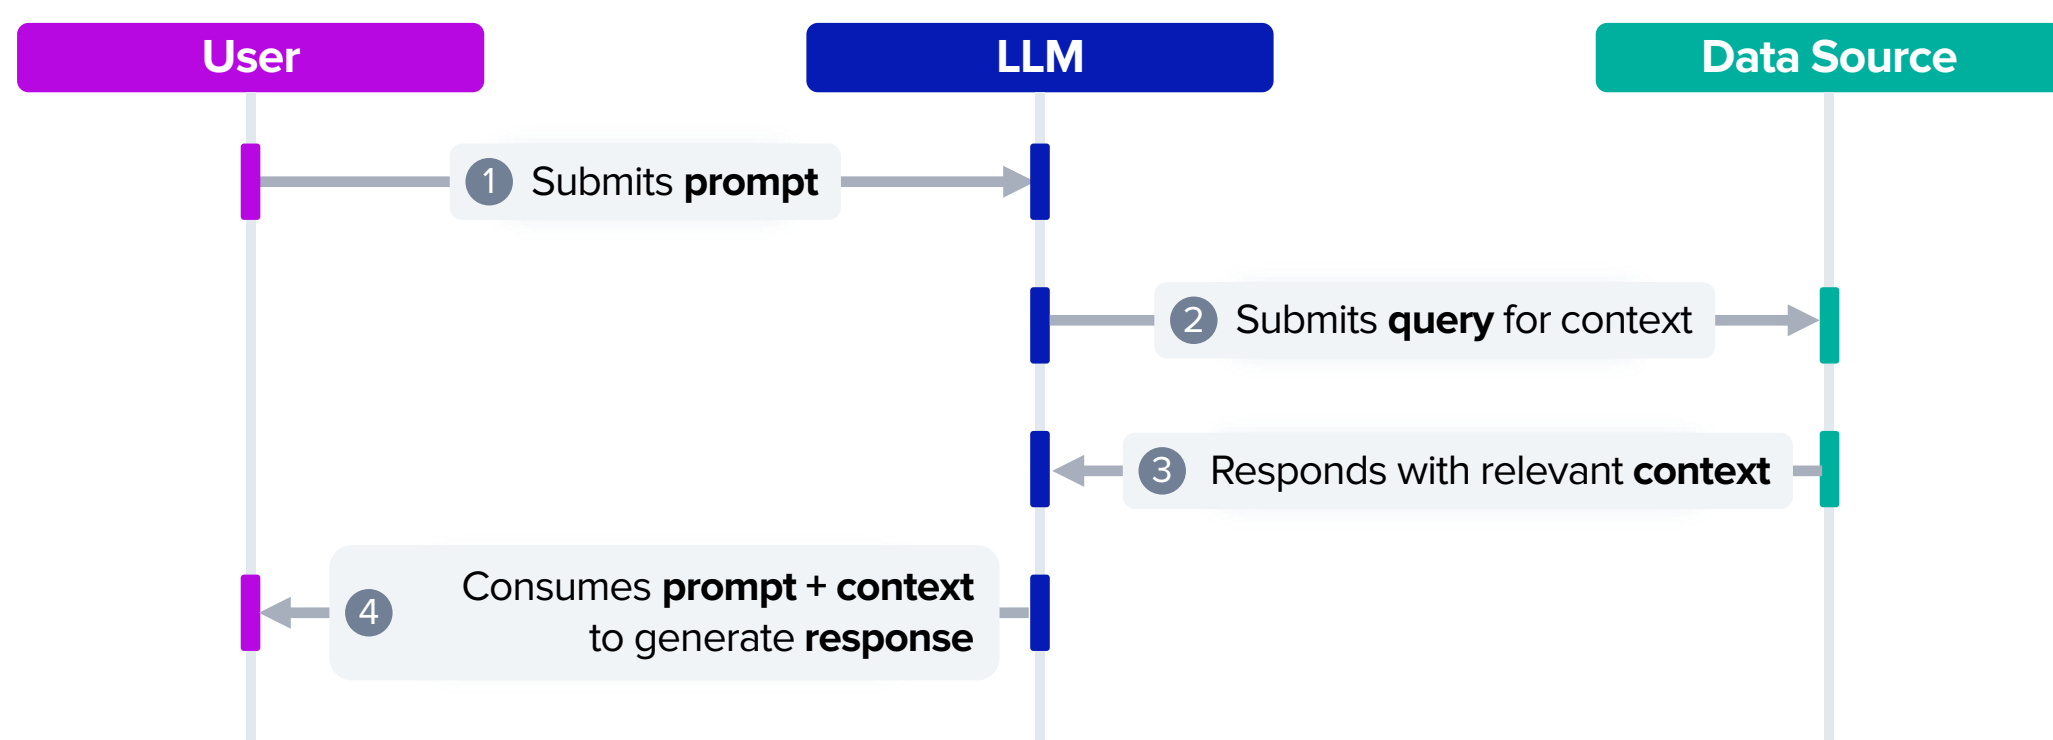 User
LLM
Data Source
1 Submits prompt
2 Submits query for context
3 Responds with relevant context
4 Consumes prompt + context
to generate response